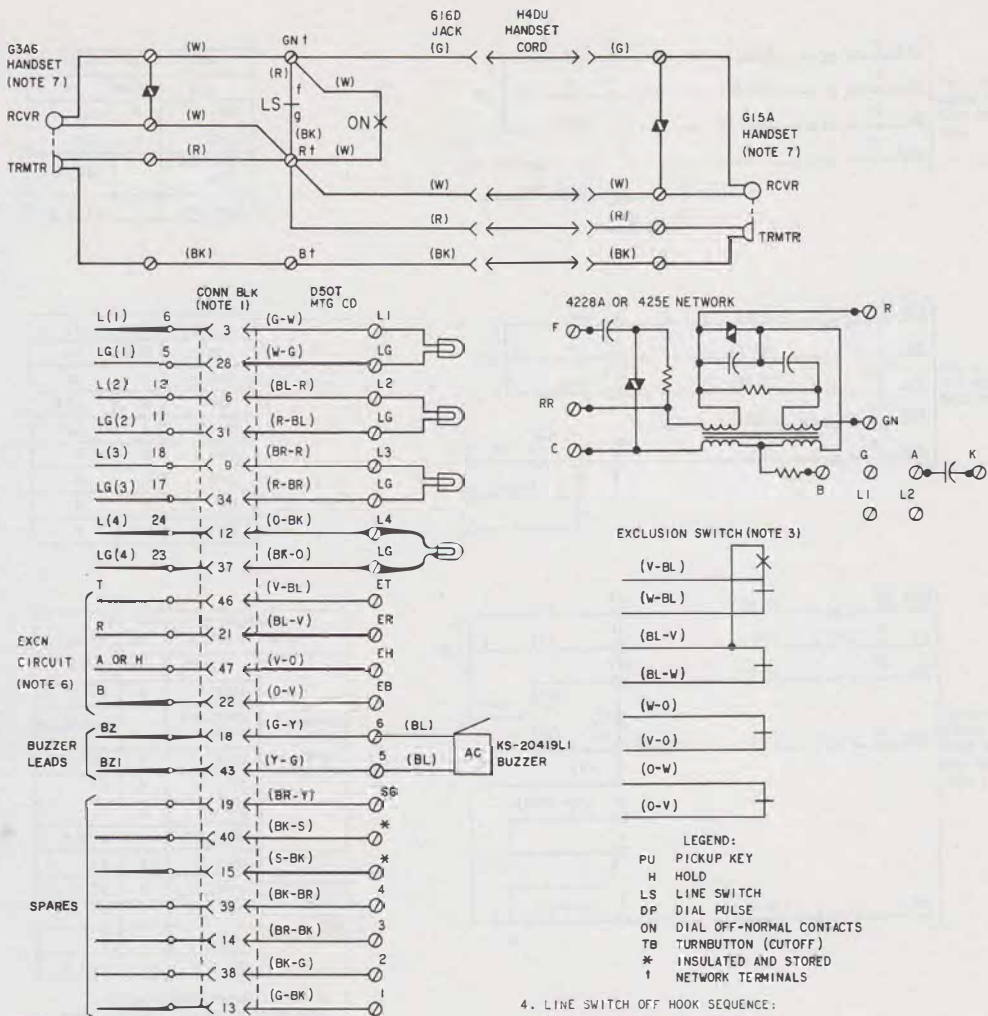 616D
JACK
H4DU
HANDSET
CORD
G3A6
HANDSET
(NOTE 7)
(W)
GN †
(G)
(G)
(R)
f
LS
g
(BK)
(W)
ON
RCVR
(W)
G15A
HANDSET
(NOTE 7)
(R)
R†
(W)
TRMTR
(W)
(W)
RCVR
(R)
(R)
TRMTR
(BK)
B†
(BK)
(BK)
CONN BLK
(NOTE 1)
D50T
MTG CD
L(1) 6 3 (G-W) L1
LG(1) 5 28 (W-G) LG
L(2) 12 6 (BL-R) L2
LG(2) 11 31 (R-BL) LG
L(3) 18 9 (BR-R) L3
LG(3) 17 34 (R-BR) LG
L(4) 24 12 (O-BK) L4
LG(4) 23 37 (BK-O) LG
EXCN
CIRCUIT
(NOTE 6)
T 46 (V-BL) ET
R 21 (BL-V) ER
A OR H 47 (V-O) EH
B 22 (O-V) EB
BUZZER
LEADS
BZ 18 (G-Y) 6 (BL)
BZ1 43 (Y-G) 5 (BL)
AC
KS-20419L1
BUZZER
SPARES
19 (BR-Y) SG
40 (BK-S) *
15 (S-BK) *
39 (BK-BR) 4
14 (BR-BK) 3
38 (BK-G) 2
13 (G-BK) 1
4228A OR 425E NETWORK
F
R
RR
C
GN
B
G
A
K
L1
L2
EXCLUSION SWITCH (NOTE 3)
(V-BL)
(W-BL)
(BL-V)
(BL-W)
(W-O)
(V-O)
(O-W)
(O-V)
LEGEND:
PU PICKUP KEY
H HOLD
LS LINE SWITCH
DP DIAL PULSE
ON DIAL OFF-NORMAL CONTACTS
TB TURNBUTTON (CUTOFF)
* INSULATED AND STORED
† NETWORK TERMINALS
4. LINE SWITCH OFF HOOK SEQUENCE: